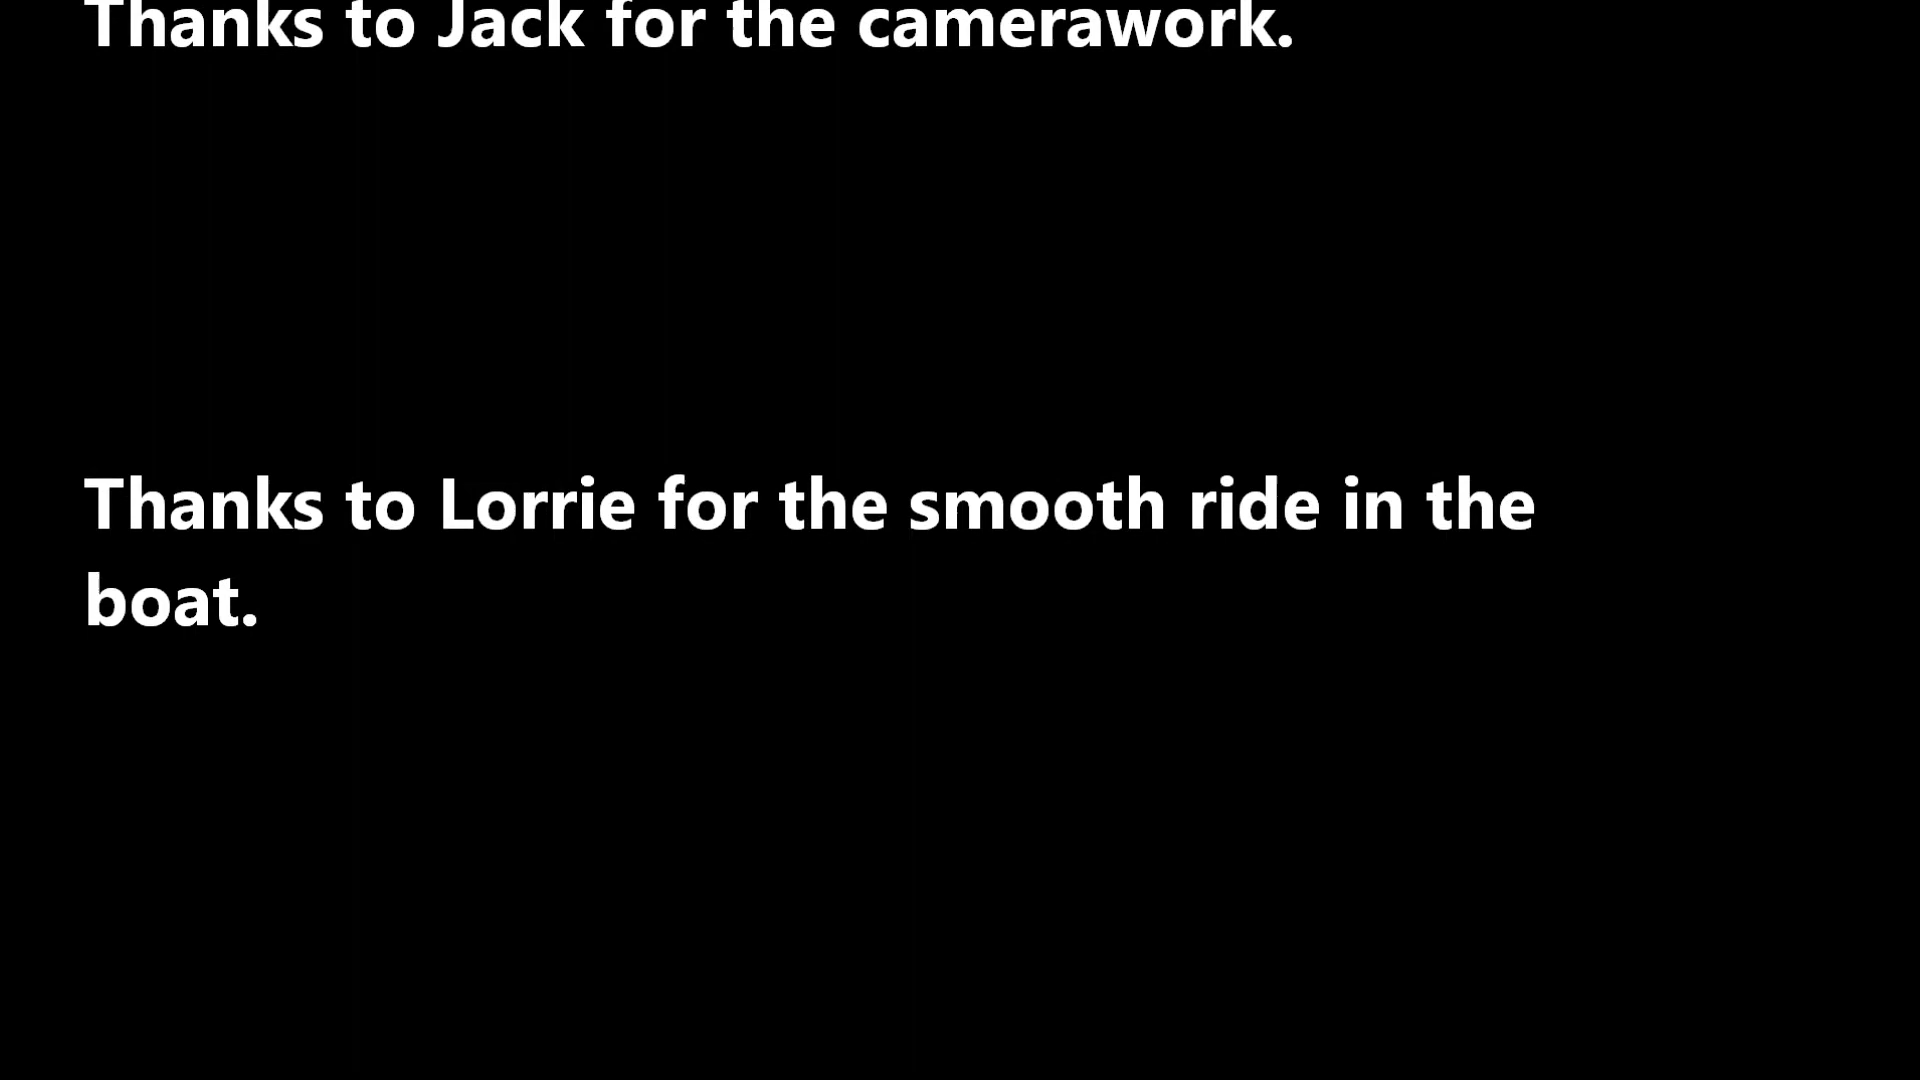 Thanks to Jack for the camerawork.
Thanks to Lorrie for the smooth ride in the
boat.